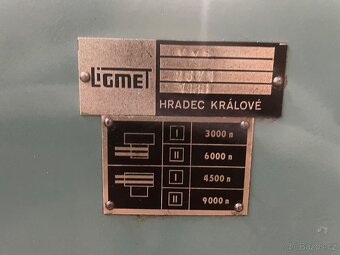 LIGMET
HRADEC KRÁLOVÉ
I 3000 n
II 6000 n
I 4500 n
II 9000 n